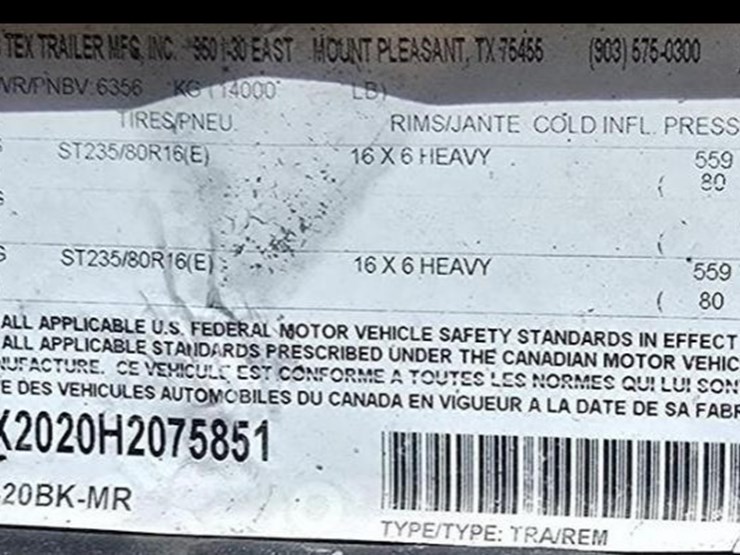 TEX TRAILER MFG, INC. 950 I-30 EAST MOUNT PLEASANT, TX 75455 (903) 575-0300
VR/PNBV: 6356 KG (14000 LB)
TIRES/PNEU. RIMS/JANTE COLD INFL. PRESS
ST235/80R16(E) 16 X 6 HEAVY 559
( 80
(
ST235/80R16(E) 16 X 6 HEAVY 559
( 80
ALL APPLICABLE U.S. FEDERAL MOTOR VEHICLE SAFETY STANDARDS IN EFFECT
ALL APPLICABLE STANDARDS PRESCRIBED UNDER THE CANADIAN MOTOR VEHIC
NUFACTURE. CE VEHICULE EST CONFORME A TOUTES LES NORMES QUI LUI SON
E DES VEHICULES AUTOMOBILES DU CANADA EN VIGUEUR A LA DATE DE SA FABR
X2020H2075851
20BK-MR
TYPE/TYPE: TRA/REM